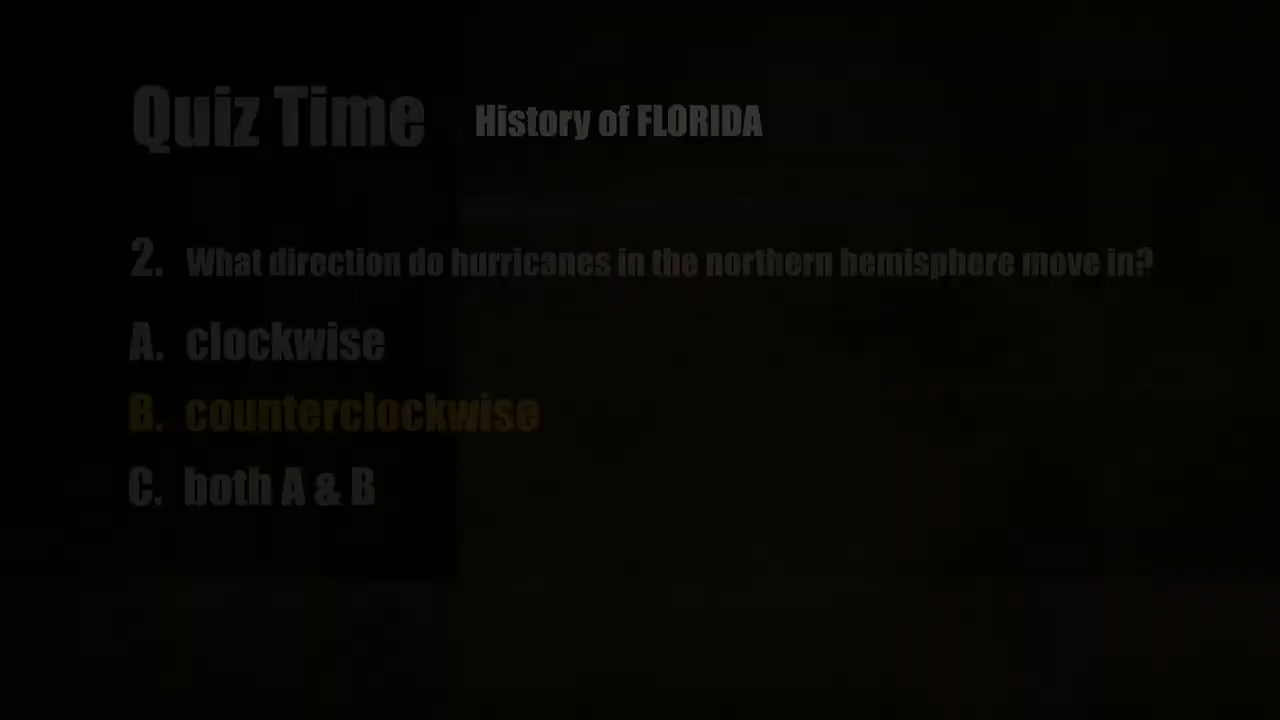 Quiz Time History of FLORIDA
2. What direction do hurricanes in the northern hemisphere move in?
A. clockwise
B. counterclockwise
C. both A & B